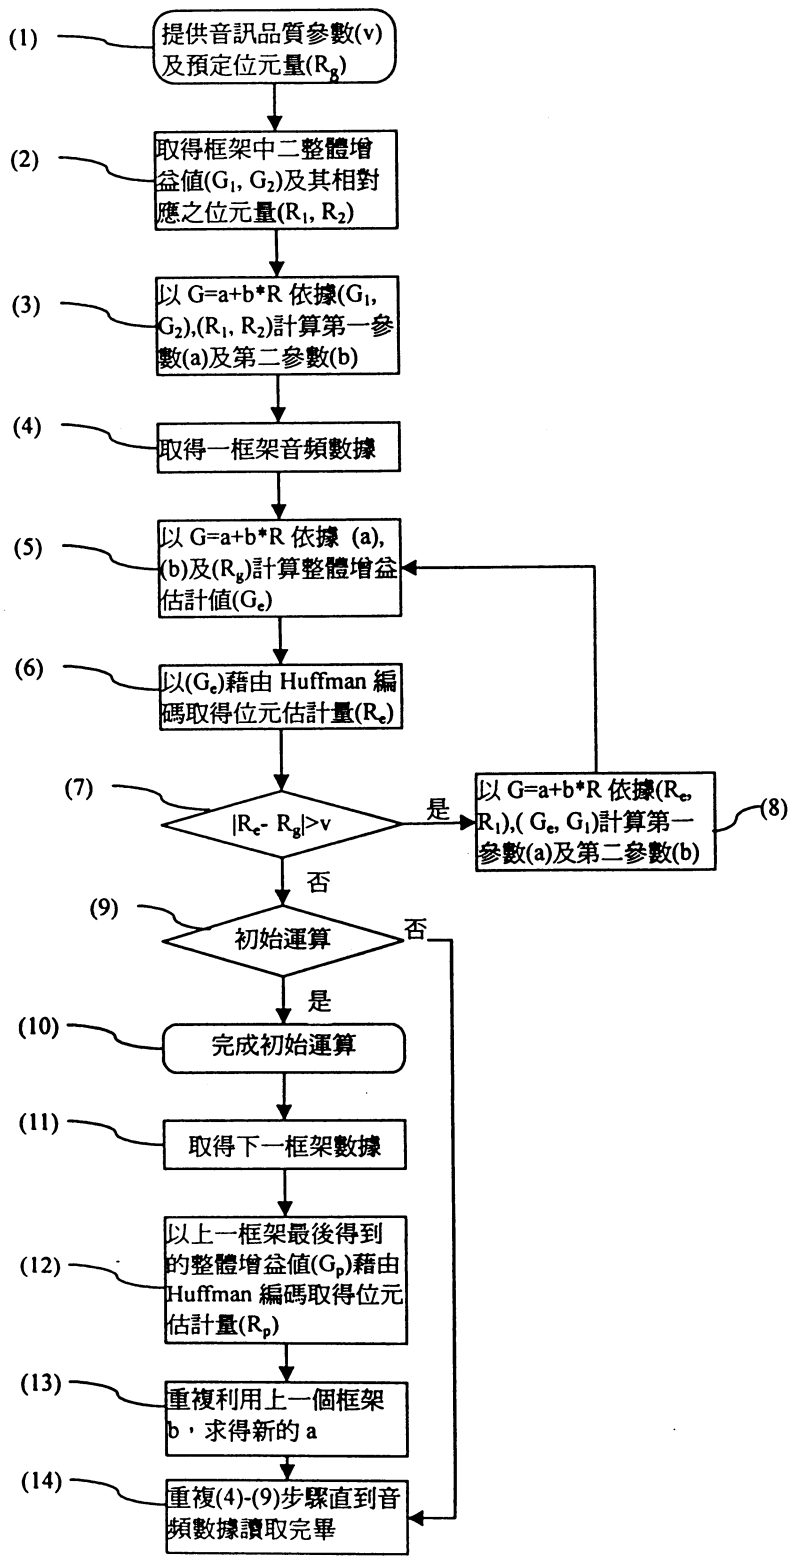 (1)
提供音訊品質參數(v)
及預定位元量(Rg)
(2)
取得框架中二整體增
益値(G1, G2)及其相對
應之位元量(R1, R2)
(3)
以 G=a+b*R 依據(G1,
G2),(R1, R2)計算第一參
數(a)及第二參數(b)
(4)
取得一框架音頻數據
(5)
以 G=a+b*R 依據 (a),
(b)及(Rg)計算整體增益
估計値(Ge)
(6)
以(Ge)藉由 Huffman 編
碼取得位元估計量(Re)
(7)
|Re- Rg|>v
是
以 G=a+b*R 依據(Re,
R1),( Ge, G1)計算第一
參數(a)及第二參數(b)
(8)
否
(9)
初始運算
否
是
(10)
完成初始運算
(11)
取得下一框架數據
(12)
以上一框架最後得到
的整體增益値(Gp)藉由
Huffman 編碼取得位元
估計量(Rp)
(13)
重複利用上一個框架
b，求得新的 a
(14)
重複(4)-(9)步驟直到音
頻數據讀取完畢